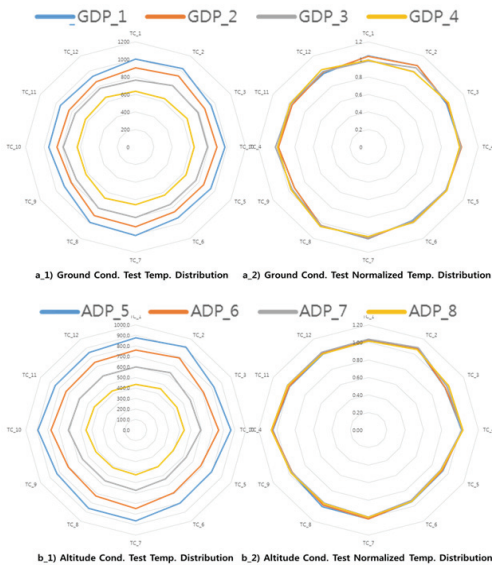 GDP_1 GDP_2 GDP_3 GDP_4
TC_1
1200
1000
800
600
400
200
0
TC_2
TC_3
TC_5
TC_6
TC_7
TC_8
TC_9
TC_10
TC_11
TC_12
TC_1
1.2
1.0
0.8
0.6
0.4
0.2
0
TC_2
TC_3
TC_4
TC_5
TC_6
TC_7
TC_8
TC_9
TC_11
TC_12
a_1) Ground Cond. Test Temp. Distribution a_2) Ground Cond. Test Normalized Temp. Distribution
ADP_5 ADP_6 ADP_7 ADP_8
1000.0
900.0
800.0
700.0
600.0
500.0
400.0
300.0
200.0
100.0
0.0
TC_2
TC_3
TC_5
TC_6
TC_7
TC_8
TC_9
TC_10
TC_11
TC_12
TC_1
1.20
1.00
0.80
0.60
0.40
0.20
0.00
TC_2
TC_3
TC_4
TC_5
TC_6
TC_7
TC_8
TC_9
TC_11
TC_12
b_1) Altitude Cond. Test Temp. Distribution b_2) Altitude Cond. Test Normalized Temp. Distribution